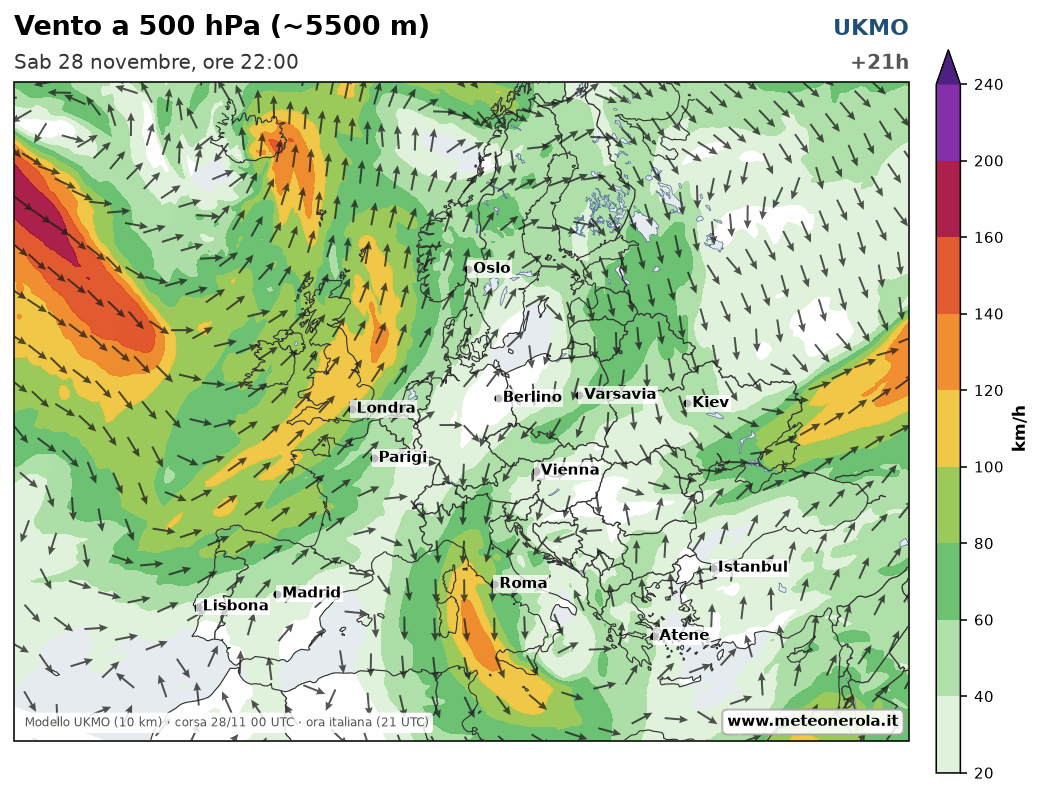 Vento a 500 hPa (~5500 m)
UKMO
Sab 28 novembre, ore 22:00
+21h
240
200
160
140
120
100
80
60
40
20
km/h
Oslo
Berlino
Varsavia
Kiev
Londra
Parigi
Vienna
Istanbul
Roma
Madrid
Lisbona
Atene
Modello UKMO (10 km) · corsa 28/11 00 UTC · ora italiana (21 UTC)
www.meteonerola.it